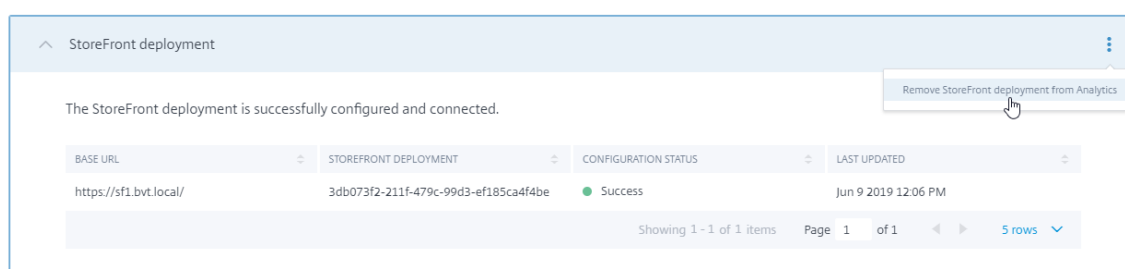 StoreFront deployment
Remove StoreFront deployment from Analytics
The StoreFront deployment is successfully configured and connected.
BASE URL STOREFRONT DEPLOYMENT CONFIGURATION STATUS LAST UPDATED
https://sf1.bvt.local/ 3db073f2-211f-479c-99d3-ef185ca4f4be Success Jun 9 2019 12:06 PM
Showing 1 - 1 of 1 items Page 1 of 1 5 rows